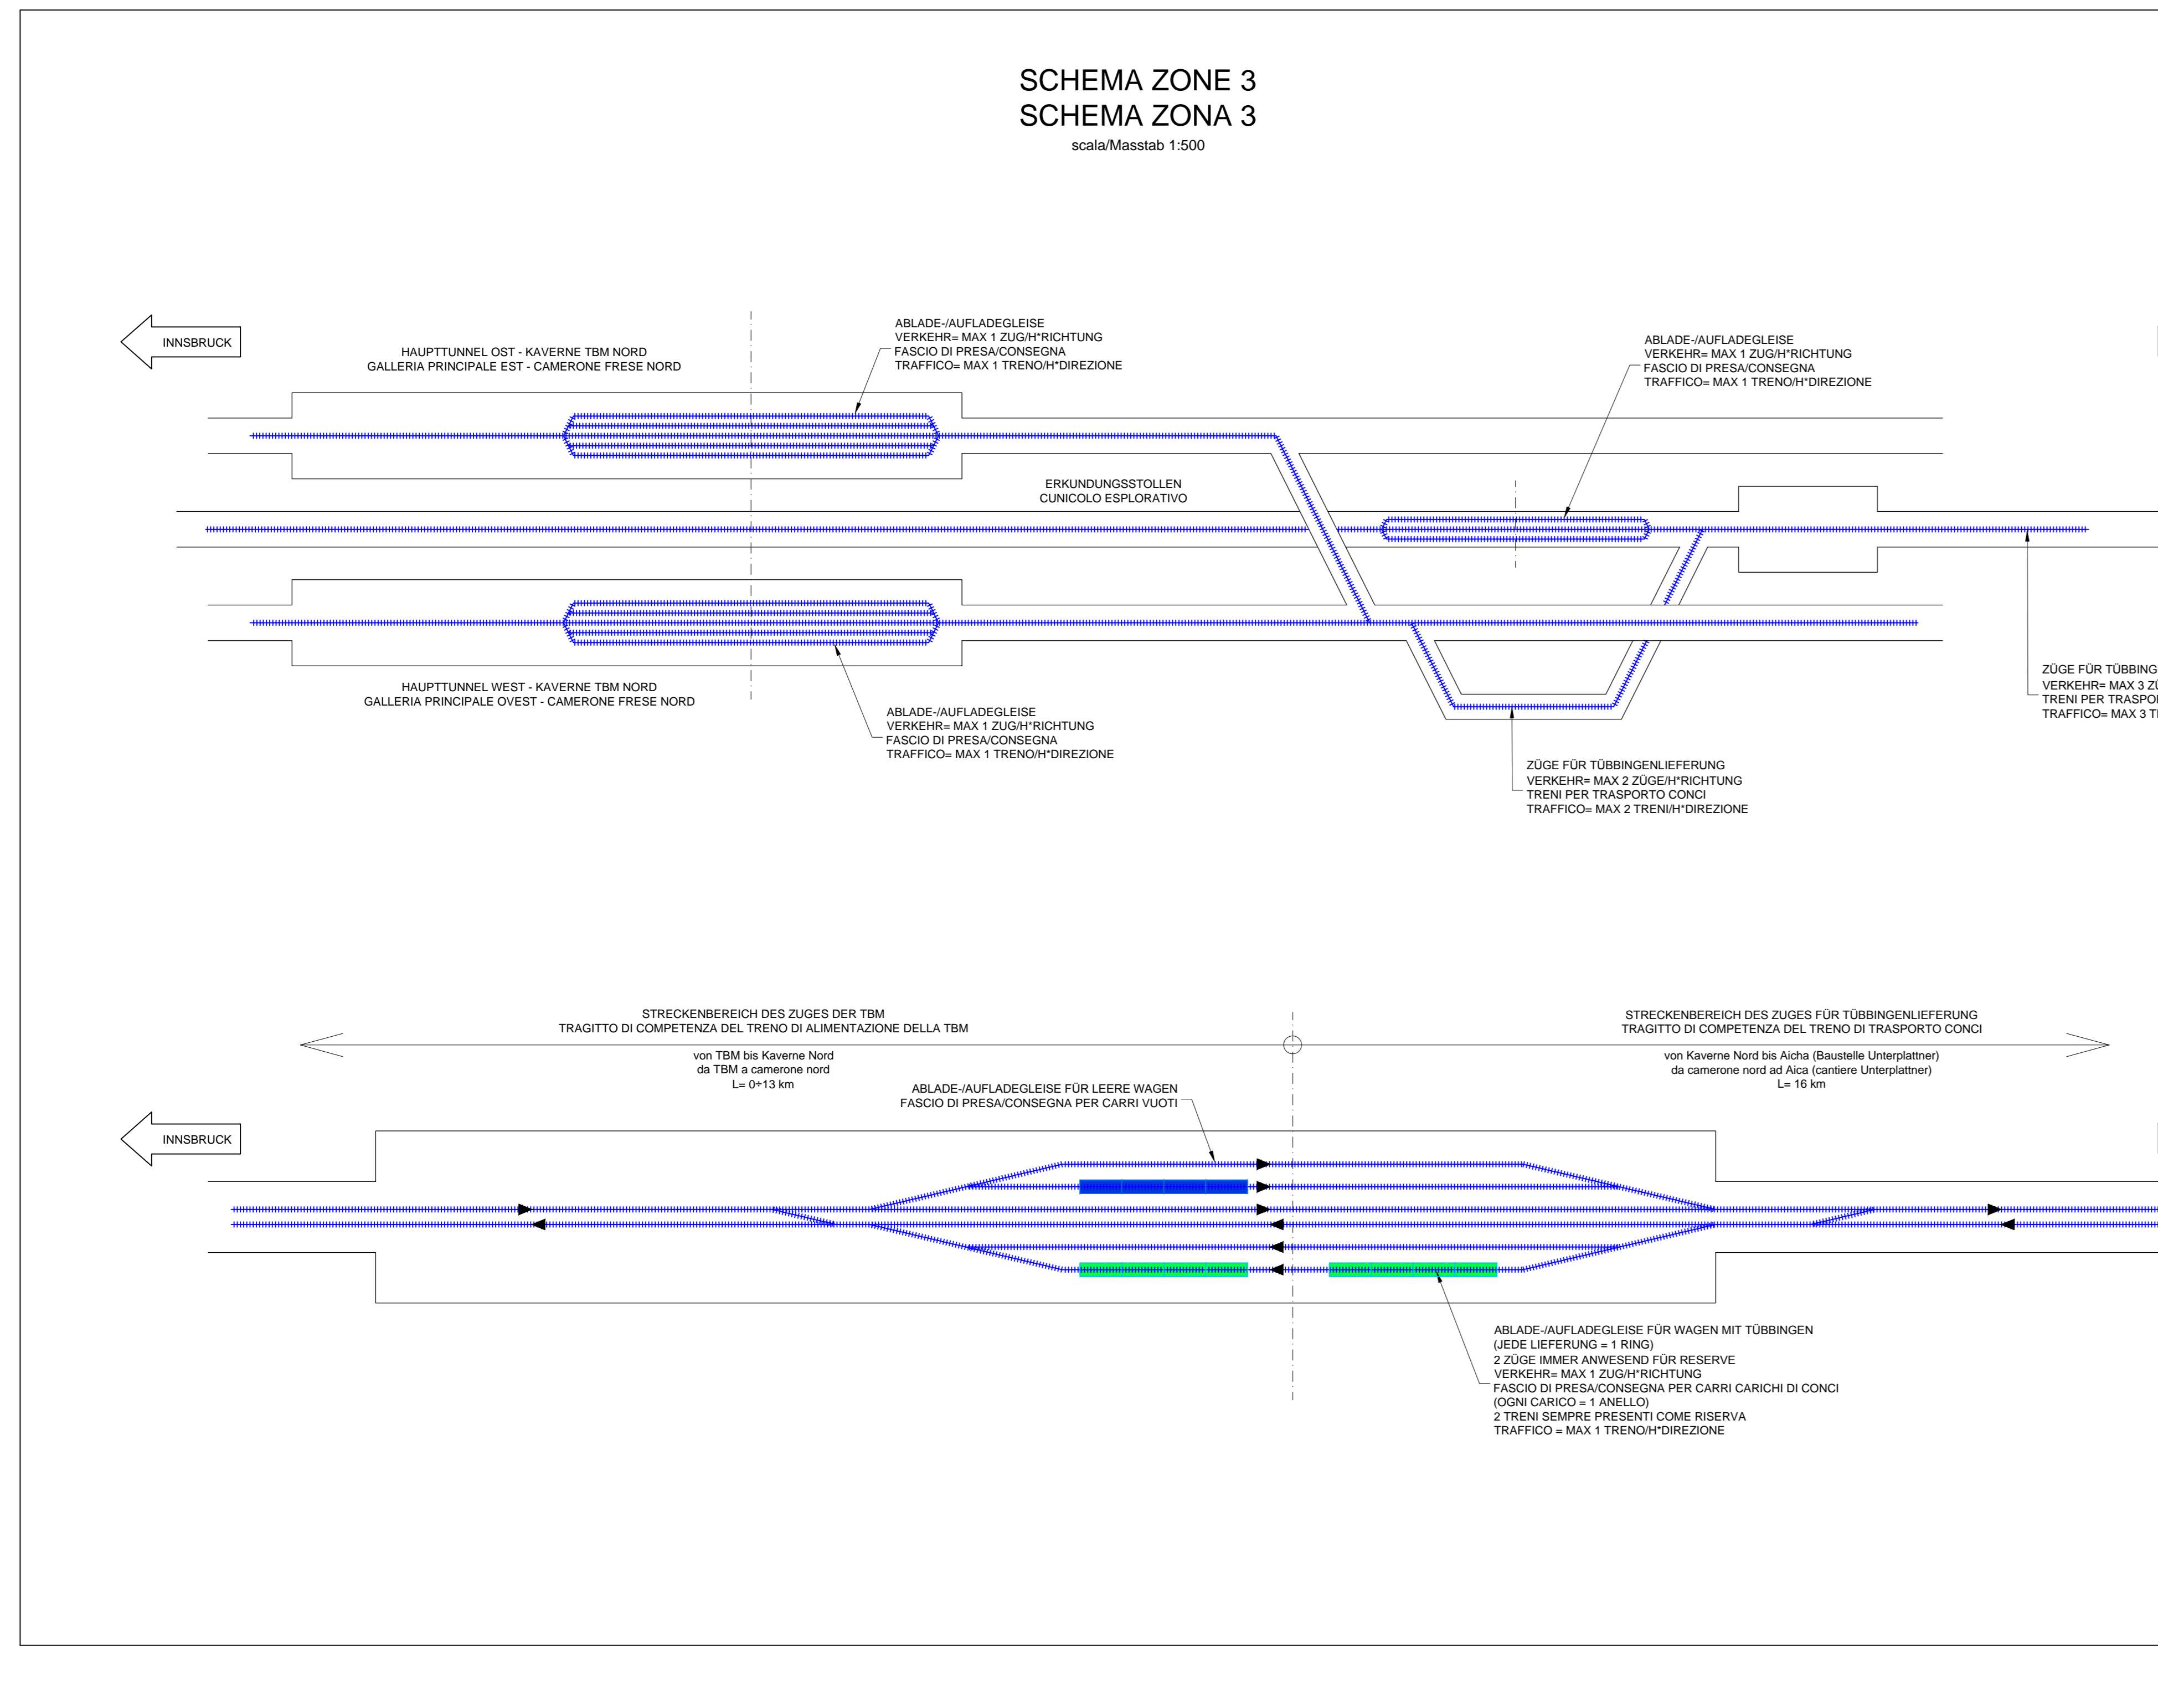 SCHEMA ZONE 3
SCHEMA ZONA 3
scala/Masstab 1:500
INNSBRUCK
HAUPTTUNNEL OST - KAVERNE TBM NORD
GALLERIA PRINCIPALE EST - CAMERONE FRESE NORD
ABLADE-/AUFLADEGLEISE
VERKEHR= MAX 1 ZUG/H*RICHTUNG
FASCIO DI PRESA/CONSEGNA
TRAFFICO= MAX 1 TRENO/H*DIREZIONE
ABLADE-/AUFLADEGLEISE
VERKEHR= MAX 1 ZUG/H*RICHTUNG
FASCIO DI PRESA/CONSEGNA
TRAFFICO= MAX 1 TRENO/H*DIREZIONE
ERKUNDUNGSSTOLLEN
CUNICOLO ESPLORATIVO
HAUPTTUNNEL WEST - KAVERNE TBM NORD
GALLERIA PRINCIPALE OVEST - CAMERONE FRESE NORD
ABLADE-/AUFLADEGLEISE
VERKEHR= MAX 1 ZUG/H*RICHTUNG
FASCIO DI PRESA/CONSEGNA
TRAFFICO= MAX 1 TRENO/H*DIREZIONE
ZÜGE FÜR TÜBBINGENLIEFERUNG
VERKEHR= MAX 2 ZÜGE/H*RICHTUNG
TRENI PER TRASPORTO CONCI
TRAFFICO= MAX 2 TRENI/H*DIREZIONE
ZÜGE FÜR
VERKEHR= MAX 3
TRENI PER
TRAFFICO= MAX 3
STRECKENBEREICH DES ZUGES DER TBM
TRAGITTO DI COMPETENZA DEL TRENO DI ALIMENTAZIONE DELLA TBM
von TBM bis Kaverne Nord
da TBM a camerone nord
L= 0÷13 km
STRECKENBEREICH DES ZUGES FÜR TÜBBINGENLIEFERUNG
TRAGITTO DI COMPETENZA DEL TRENO DI TRASPORTO CONCI
von Kaverne Nord bis Aicha (Baustelle Unterplattner)
da camerone nord ad Aica (cantiere Unterplattner)
L= 16 km
ABLADE-/AUFLADEGLEISE FÜR LEERE WAGEN
FASCIO DI PRESA/CONSEGNA PER CARRI VUOTI
INNSBRUCK
ABLADE-/AUFLADEGLEISE FÜR WAGEN MIT TÜBBINGEN
(JEDE LIEFERUNG = 1 RING)
2 ZÜGE IMMER ANWESEND FÜR RESERVE
VERKEHR= MAX 1 ZUG/H*RICHTUNG
FASCIO DI PRESA/CONSEGNA PER CARRI CARICHI DI CONCI
(OGNI CARICO = 1 ANELLO)
2 TRENI SEMPRE PRESENTI COME RISERVA
TRAFFICO = MAX 1 TRENO/H*DIREZIONE